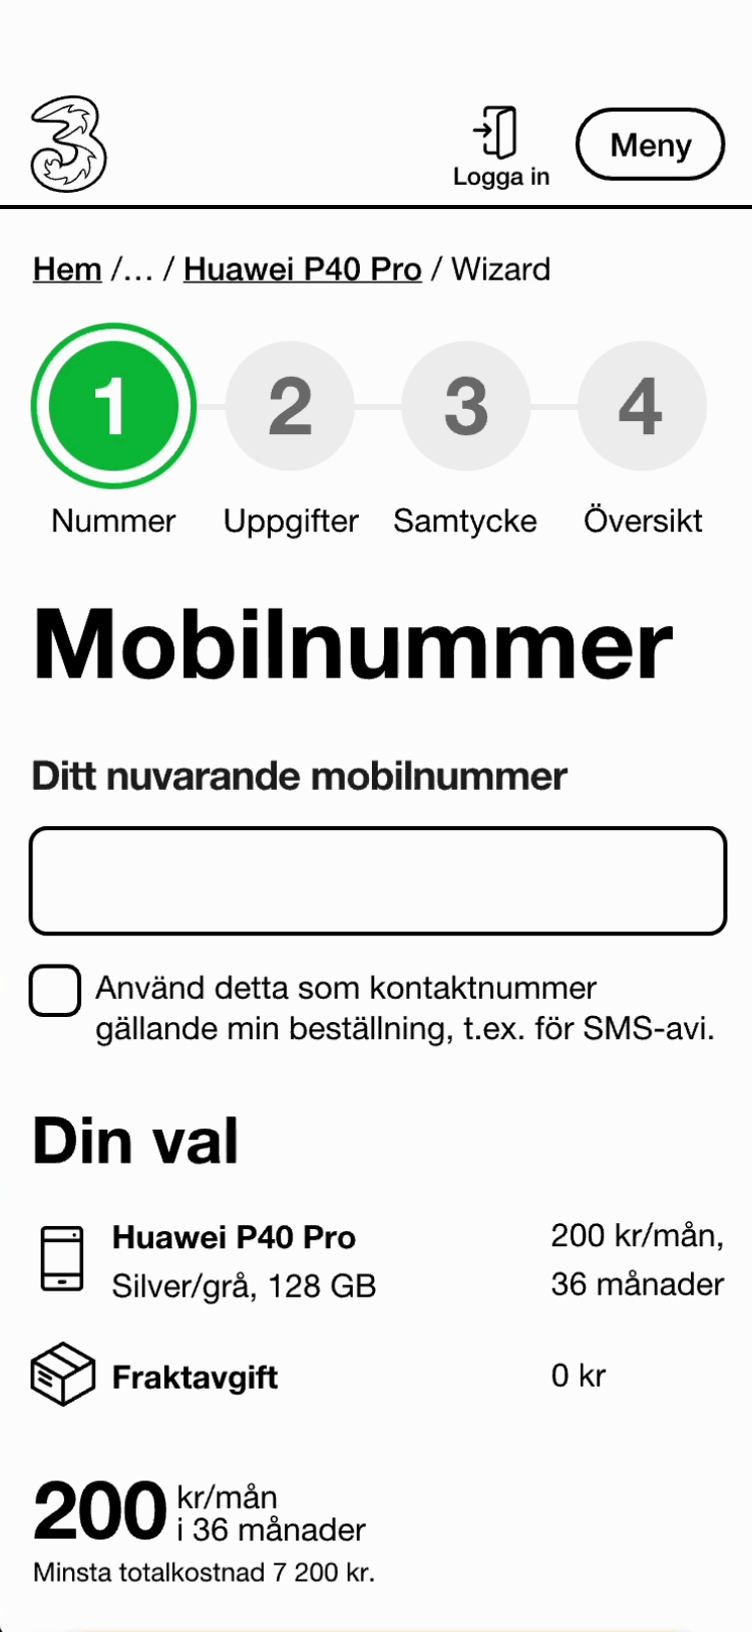 3
Logga in
Meny
Hem /... / Huawei P40 Pro / Wizard
1
2
3
4
Nummer
Uppgifter
Samtycke
Översikt
Mobilnummer
Ditt nuvarande mobilnummer
Använd detta som kontaktnummer
gällande min beställning, t.ex. för SMS-avi.
Din val
Huawei P40 Pro
200 kr/mån,
Silver/grå, 128 GB
36 månader
Fraktavgift
0 kr
200 kr/mån
i 36 månader
Minsta totalkostnad 7 200 kr.